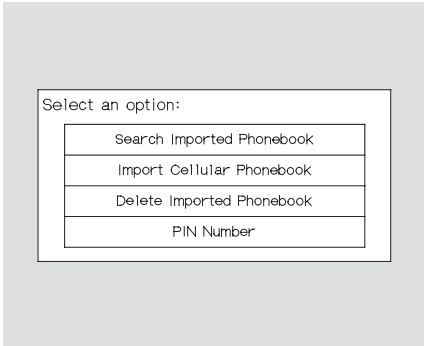 Select an option:
Search Imported Phonebook
Import Cellular Phonebook
Delete Imported Phonebook
PIN Number